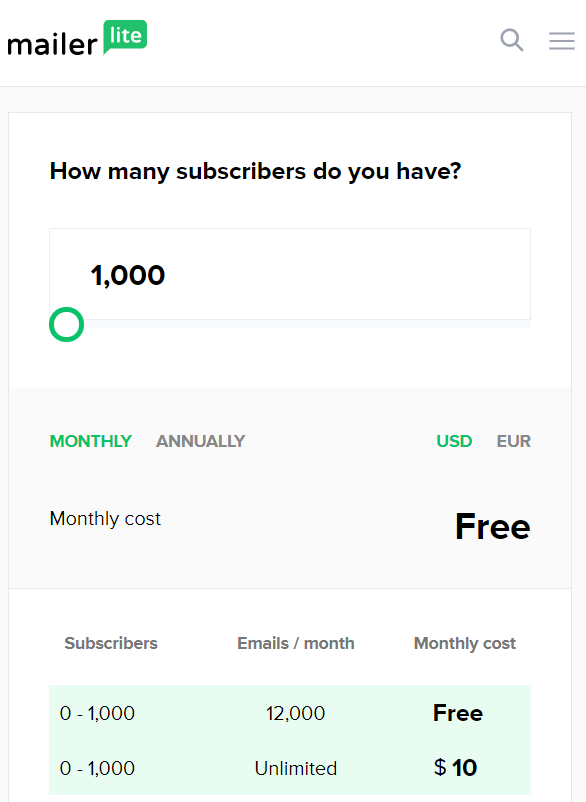 mailer lite
How many subscribers do you have?
1,000
MONTHLY ANNUALLY USD EUR
Monthly cost Free
Subscribers Emails / month Monthly cost
0 - 1,000 12,000 Free
0 - 1,000 Unlimited $ 10